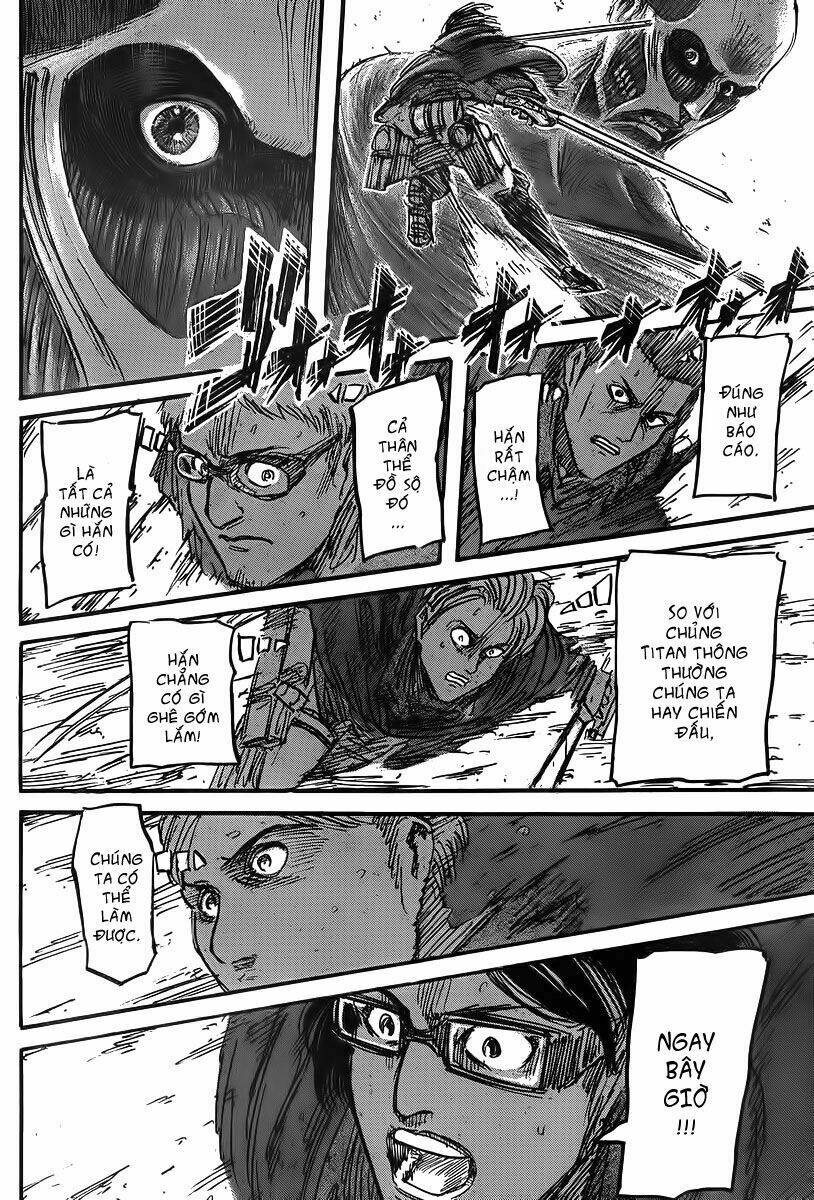 ĐÚNG
NHƯ
BÁO
CÁO.
HẮN
RẤT
CHẬM
...!
CẢ
THÂN
THỂ
ĐỒ SỘ
ĐÓ
...
LÀ
TẤT CẢ
NHỮNG
GÌ HẮN
CÓ!
SO VỚI
CHỦNG
TITAN THÔNG
THƯỜNG
CHÚNG TA
HAY CHIẾN
ĐẤU,
HẮN
CHẲNG
CÓ GÌ
GHÊ GỚM
LẮM!
CHÚNG
TA CÓ
THỂ
LÀM
ĐƯỢC.
NGAY
BÂY
GIỜ
!!!